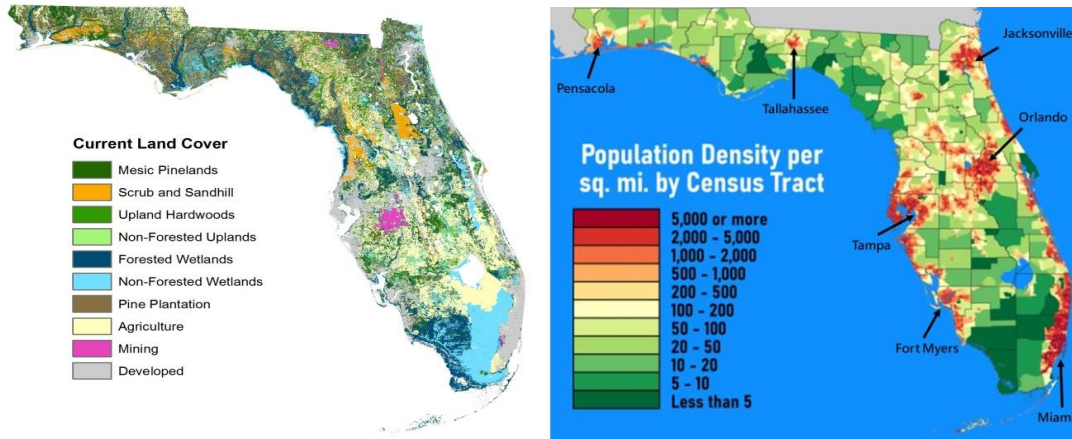 Current Land Cover
Mesic Pinelands
Scrub and Sandhill
Upland Hardwoods
Non-Forested Uplands
Forested Wetlands
Non-Forested Wetlands
Pine Plantation
Agriculture
Mining
Developed
Pensacola
Tallahassee
Jacksonville
Orlando
Population Density per
sq. mi. by Census Tract
5,000 or more
2,000 - 5,000
1,000 - 2,000
500 - 1,000
200 - 500
100 - 200
50 - 100
20 - 50
10 - 20
5 - 10
Less than 5
Tampa
Fort Myers
Miami